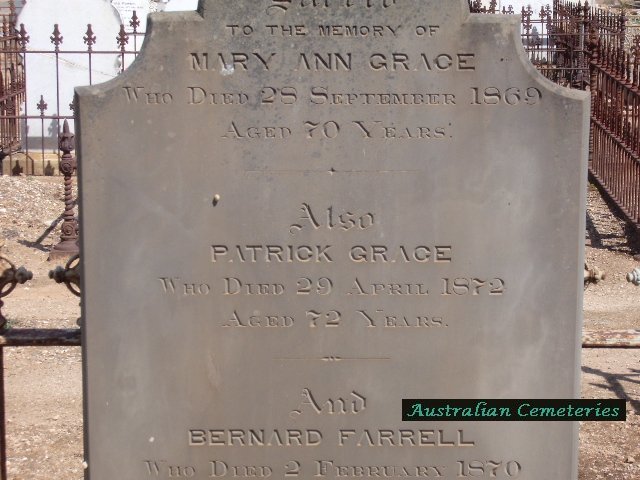 Sacred
TO THE MEMORY OF
MARY ANN GRACE
WHO DIED 28 SEPTEMBER 1869
AGED 70 YEARS.
Also
PATRICK GRACE
WHO DIED 29 APRIL 1872
AGED 72 YEARS.
And
BERNARD FARRELL
WHO DIED 2 FEBRUARY 1870
Australian Cemeteries